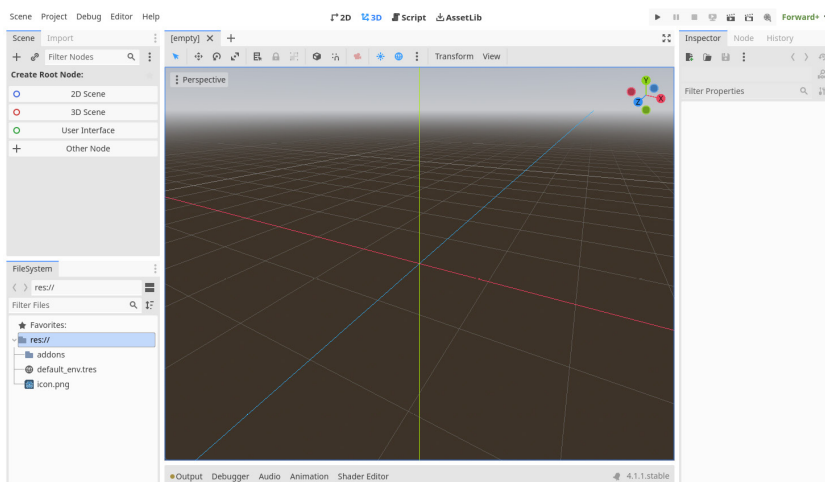 Scene Project Debug Editor Help
2D 3D Script AssetLib
Forward+
Scene Import
Filter Nodes
Create Root Node:
2D Scene
3D Scene
User Interface
Other Node
FileSystem
res://
Filter Files
Favorites:
res://
addons
default_env.tres
icon.png
[empty]
Transform View
Perspective
Y
X
Z
Output Debugger Audio Animation Shader Editor
4.1.1.stable
Inspector Node History
Filter Properties